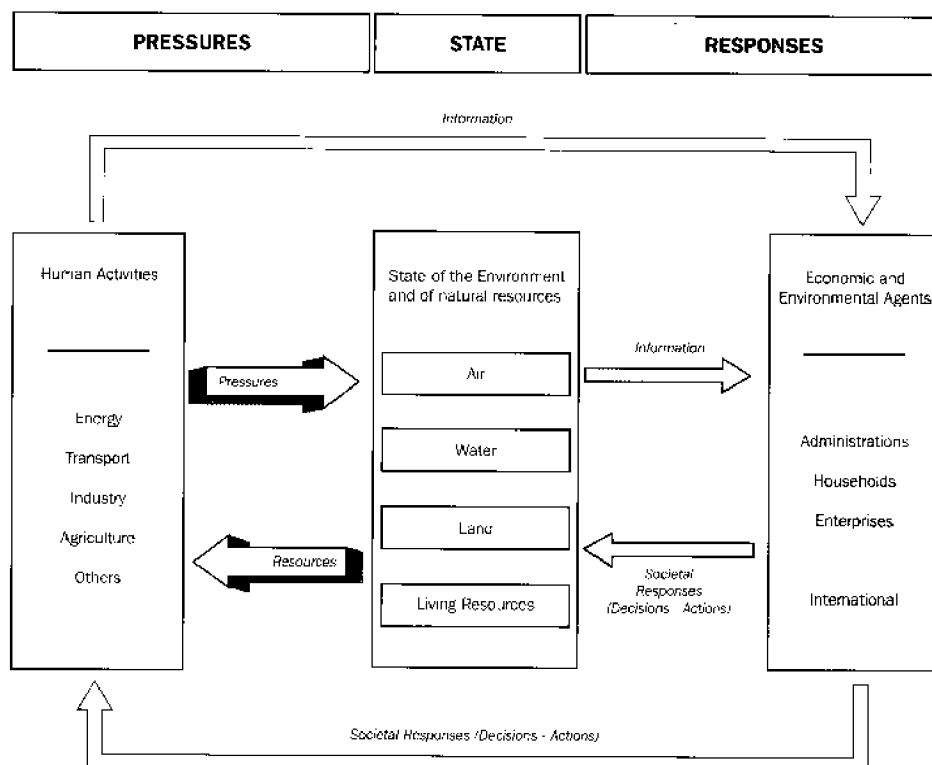 PRESSURES
STATE
RESPONSES
Information
Human Activities
Energy
Transport
Industry
Agriculture
Others
Pressures
Resources
State of the Environment
and of natural resources
Air
Water
Land
Living Resources
Information
Societal
Responses
(Decisions - Actions)
Economic and
Environmental Agents
Administrations
Households
Enterprises
International
Societal Responses (Decisions - Actions)